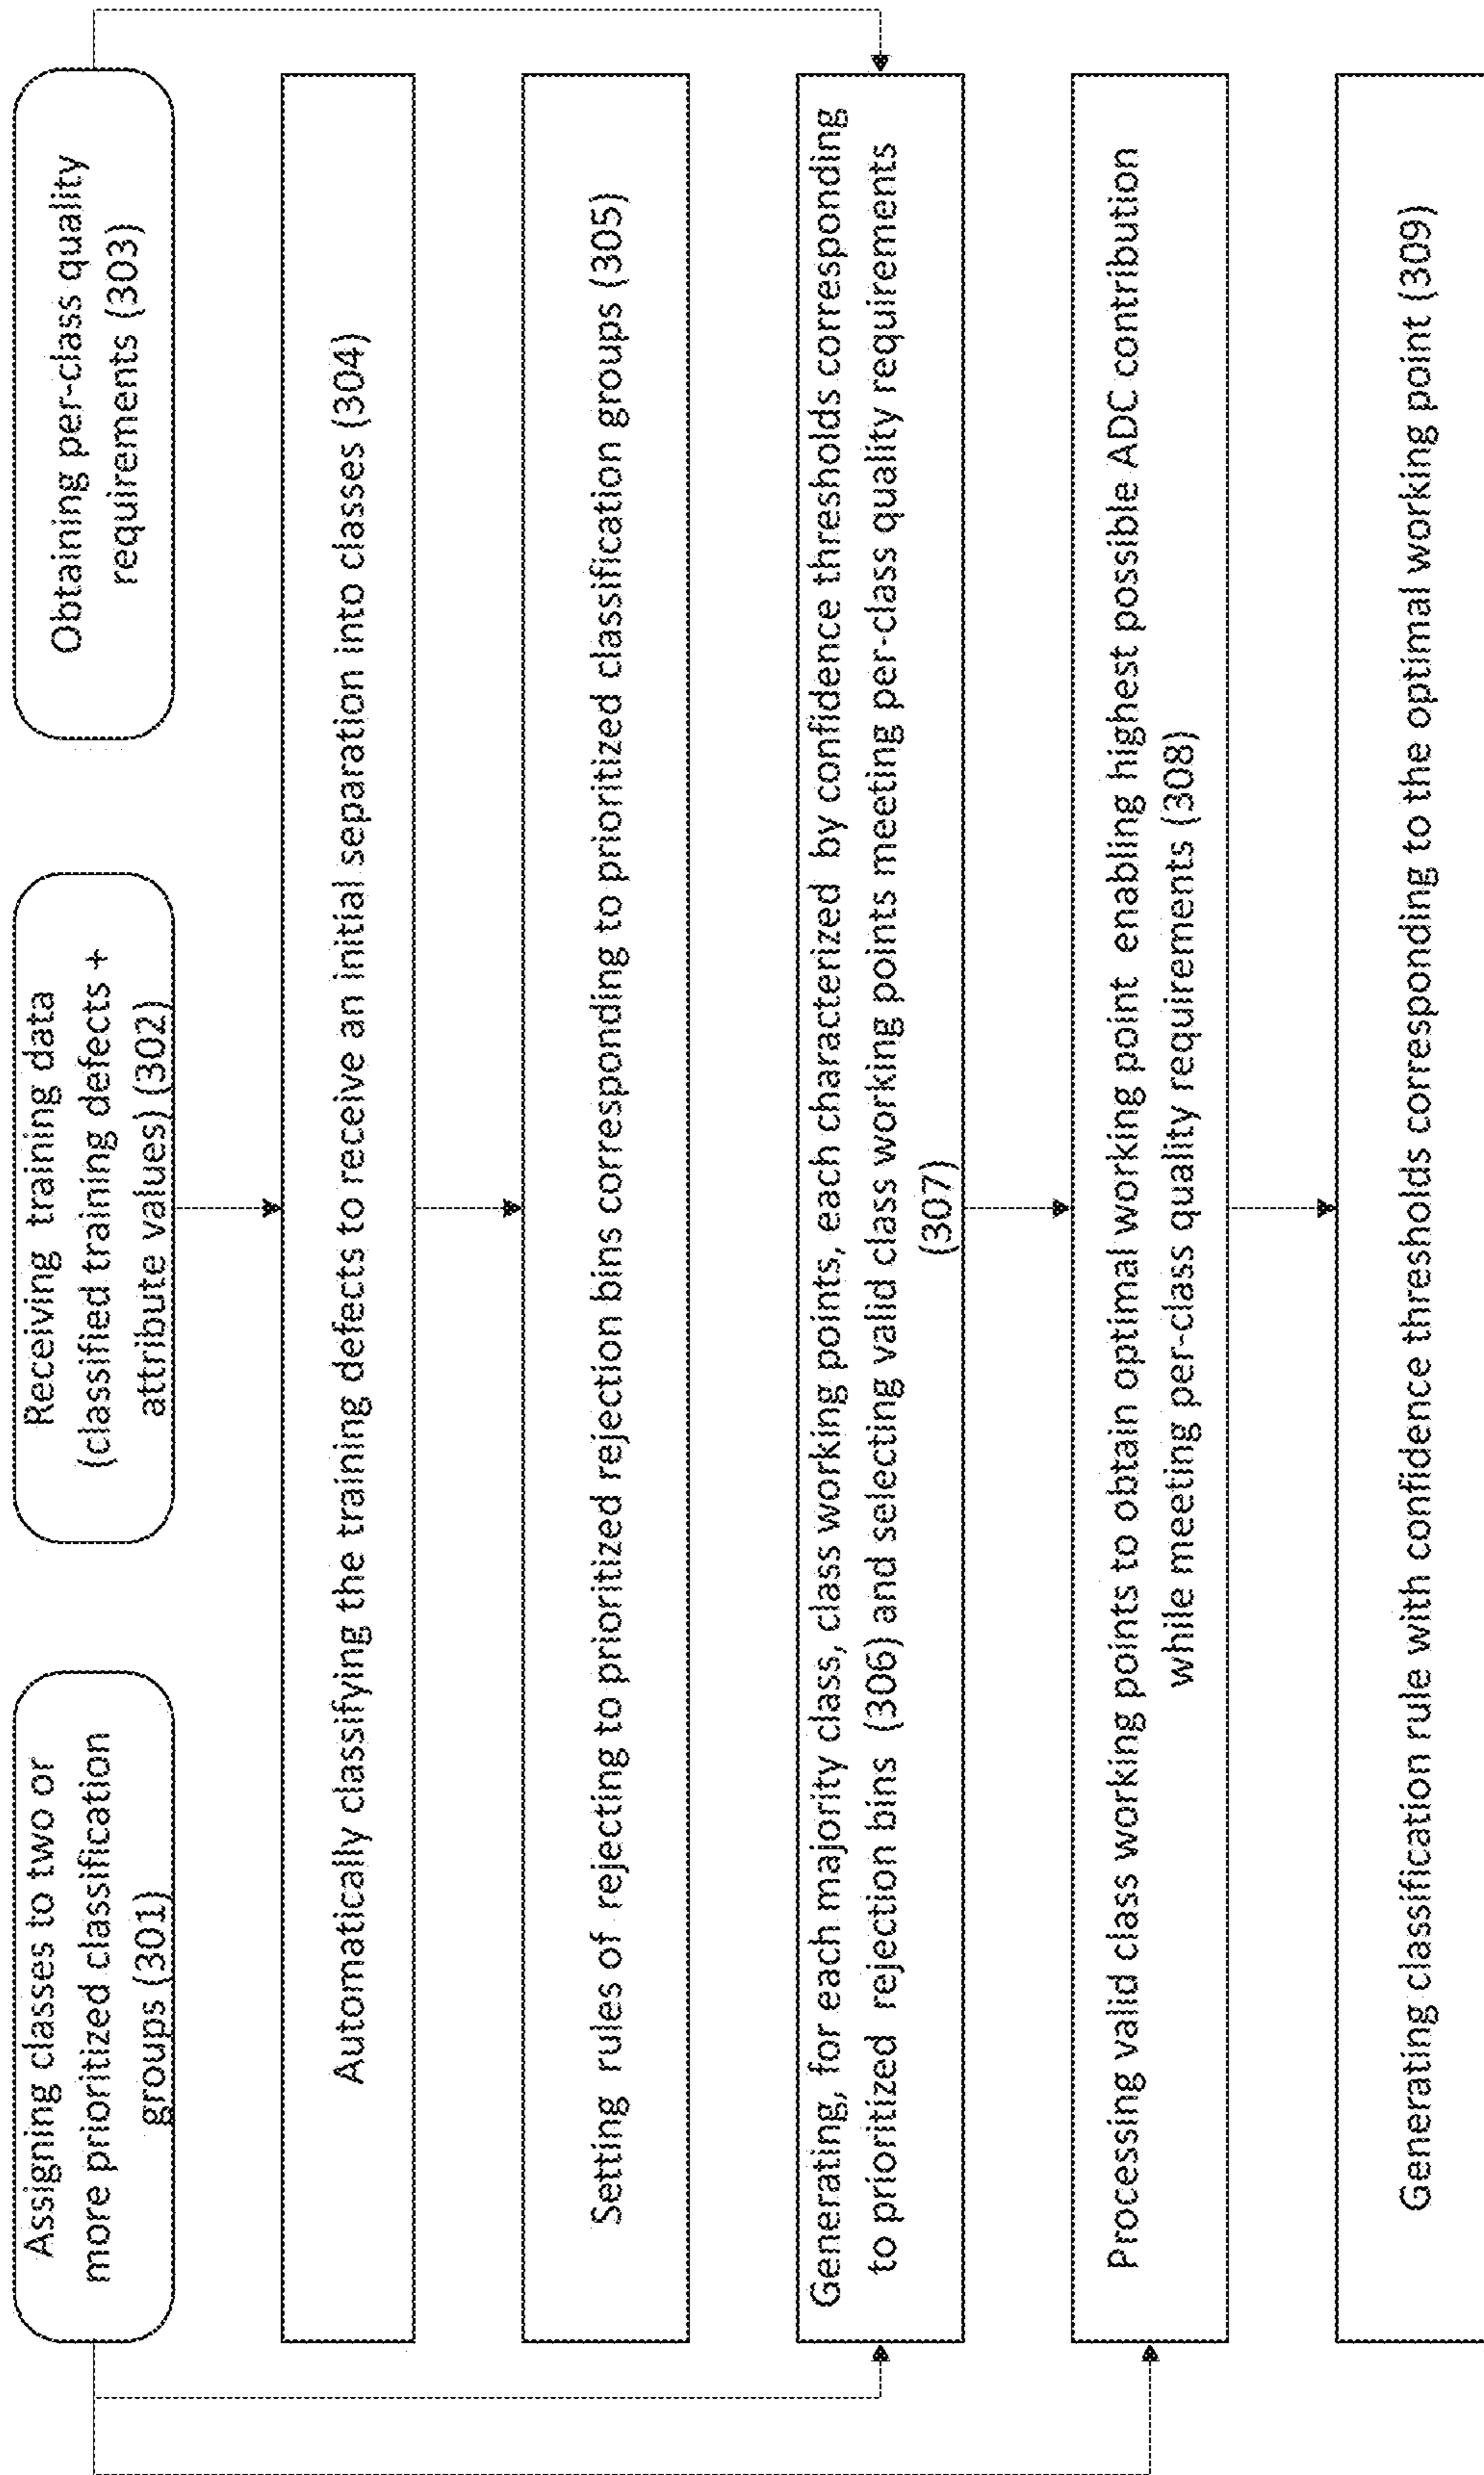 Assigning classes to two or
more prioritized classification
groups (301)
Receiving training data
(classified training defects +
attribute values) (302)
Obtaining per-class quality
requirements (303)
Automatically classifying the training defects to receive an initial separation into classes (304)
Setting rules of rejecting to prioritized rejection bins corresponding to prioritized classification groups (305)
Generating, for each majority class, class working points, each characterized by confidence thresholds corresponding
to prioritized rejection bins (306) and selecting valid class working points meeting per-class quality requirements
(307)
Processing valid class working points to obtain optimal working point enabling highest possible ADC contribution
while meeting per-class quality requirements (308)
Generating classification rule with confidence thresholds corresponding to the optimal working point (309)